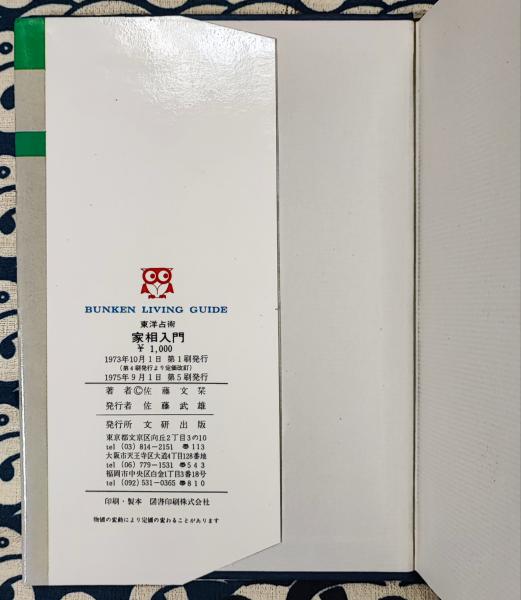 BUNKEN LIVING GUIDE
東洋占術
家相入門
¥ 1,000
1973年10月1日 第1刷発行
(第4刷発行より定価改訂)
1975年9月1日 第5刷発行
著者©佐藤文栞
発行者 佐藤武雄
発行所 文研出版
東京都文京区向丘2丁目3の10
tel (03) 814-2151 ☎113
大阪市天王寺区大道4丁目128番地
tel (06) 779-1531 ☎543
福岡市中央区白金1丁目3番18号
tel (092) 531-0365 ☎810
印刷・製本 図書印刷株式会社
物価の変動により定価の変わることがあります